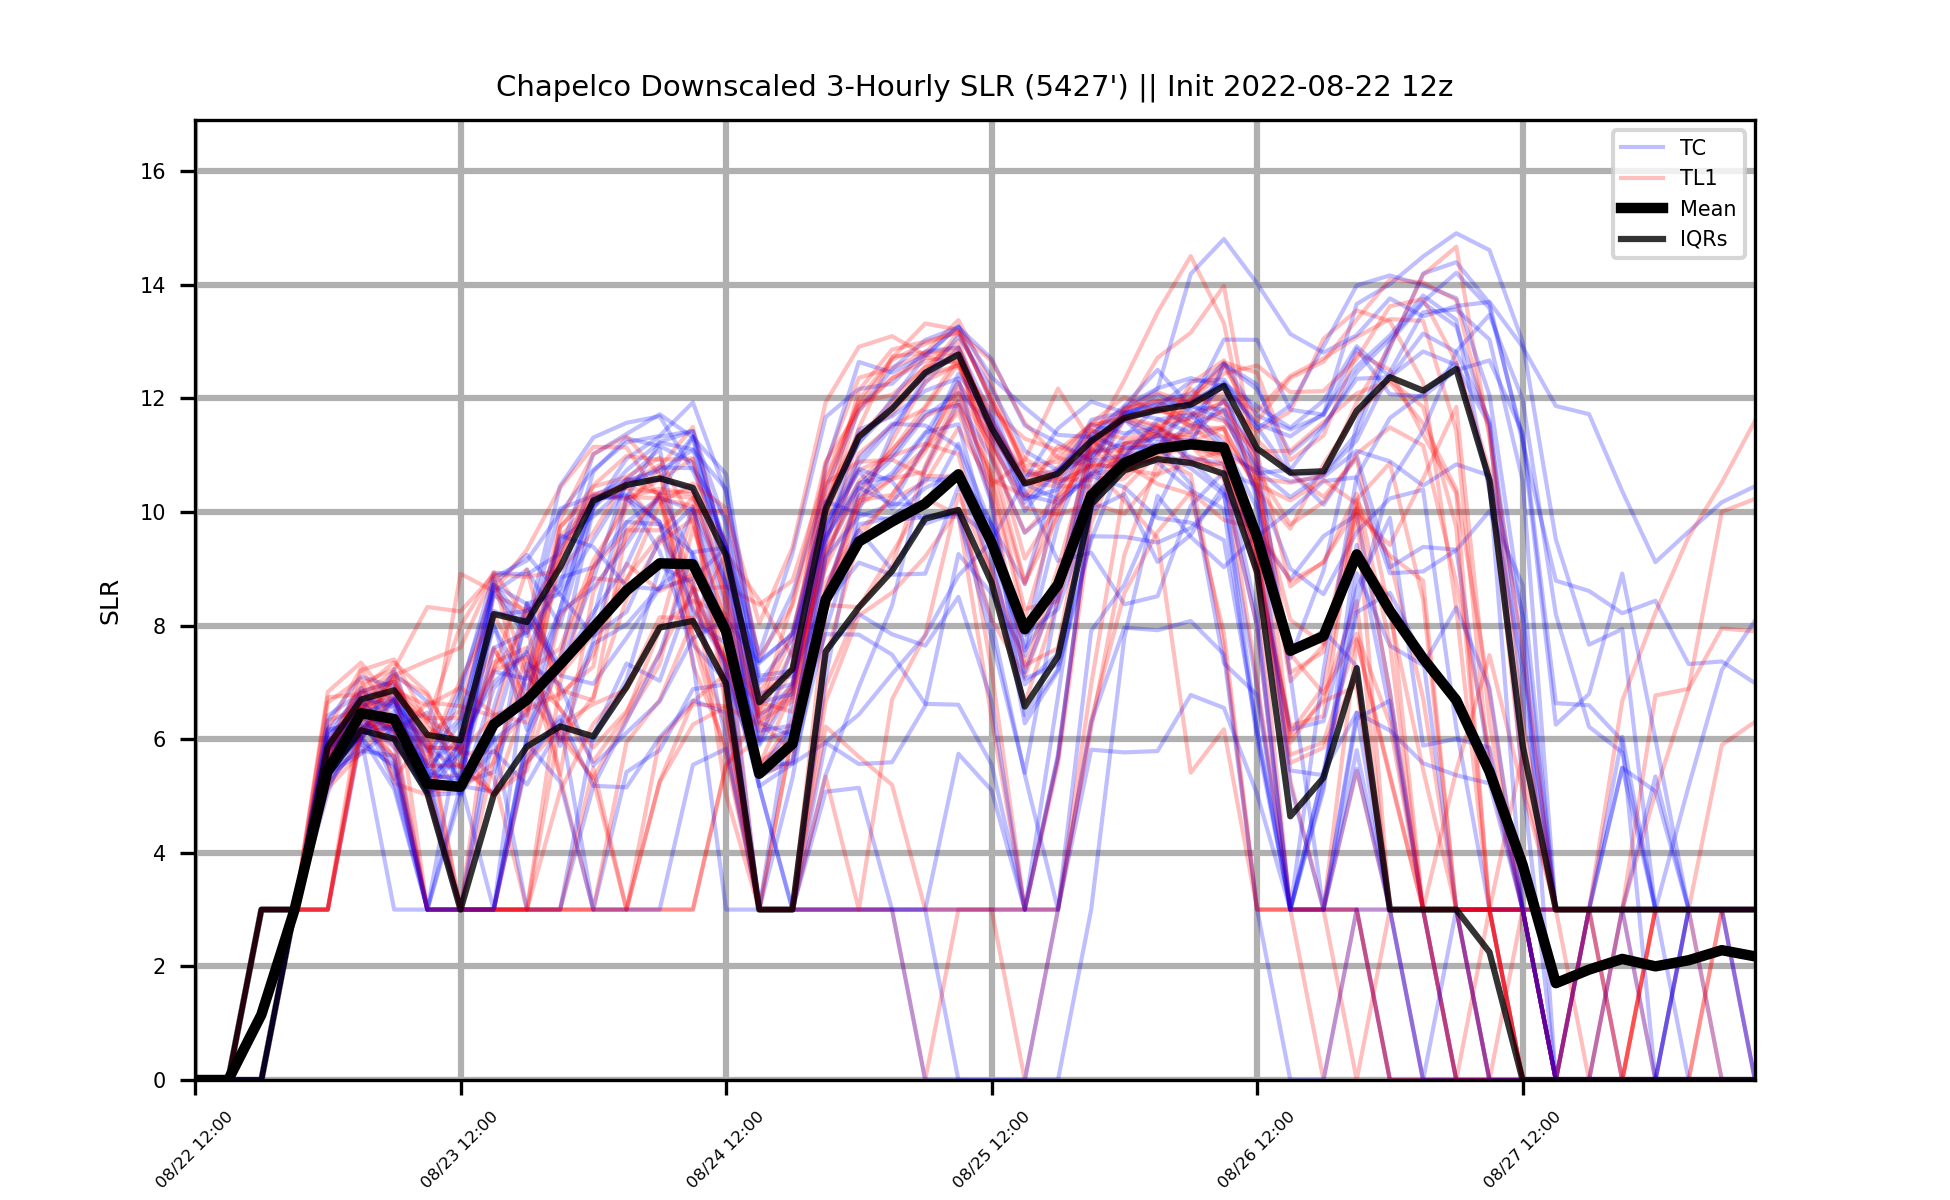 Chapelco Downscaled 3-Hourly SLR (5427') || Init 2022-08-22 12z
TC
TL1
Mean
IQRs
SLR
16
14
12
10
8
6
4
2
0
08/22 12:00
08/23 12:00
08/24 12:00
08/25 12:00
08/26 12:00
08/27 12:00